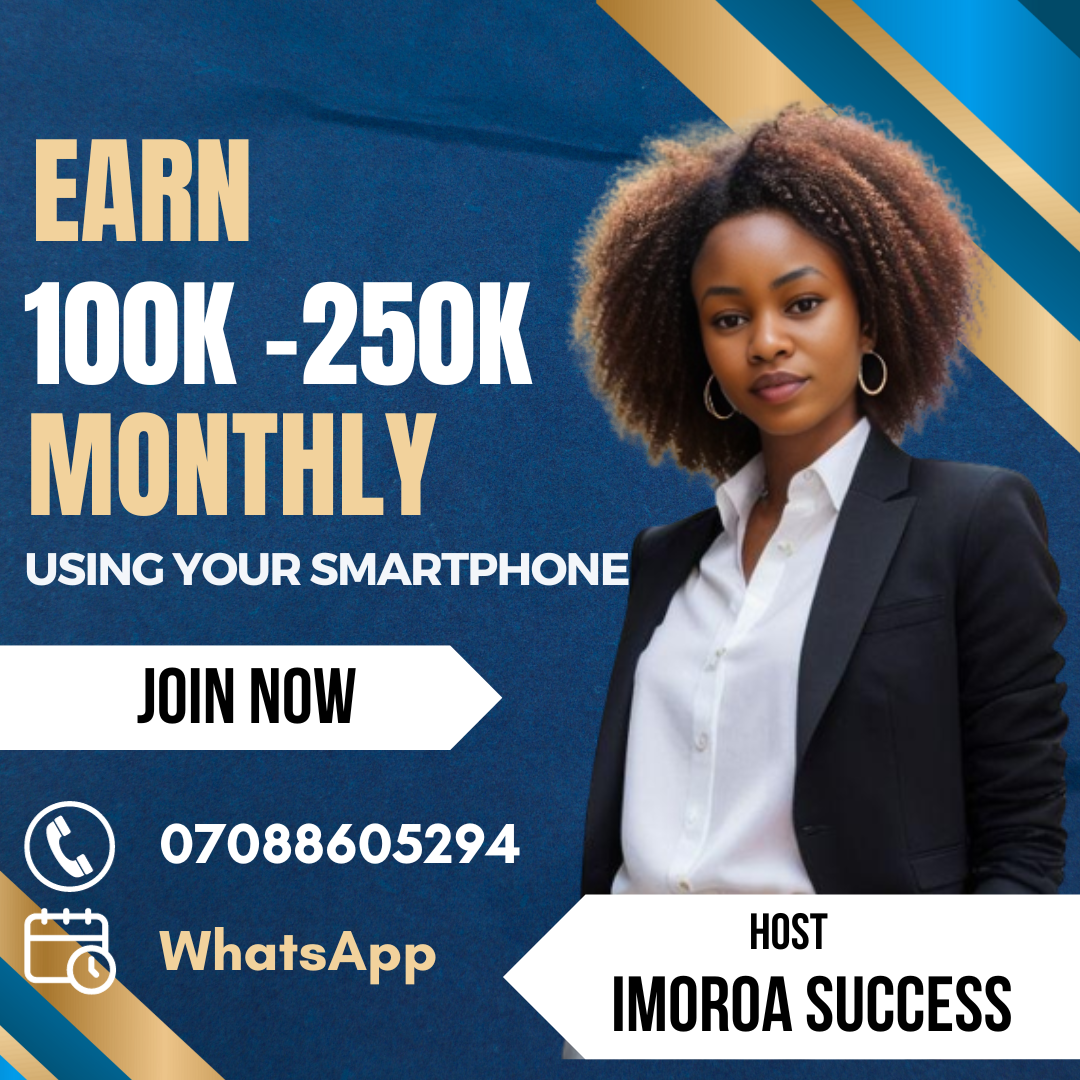 EARN
100K -250K
MONTHLY
USING YOUR SMARTPHONE
JOIN NOW
07088605294
WhatsApp
HOST
IMOROA SUCCESS